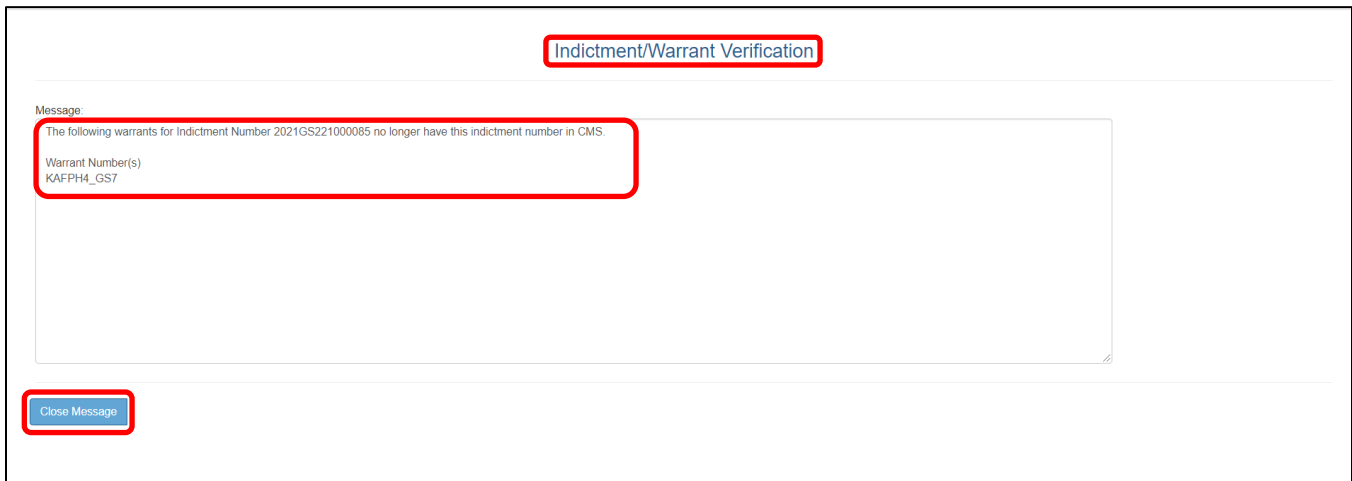 Indictment/Warrant Verification
Message:
The following warrants for Indictment Number 2021GS221000085 no longer have this indictment number in CMS.
Warrant Number(s)
KAFPH4_GS7
Close Message